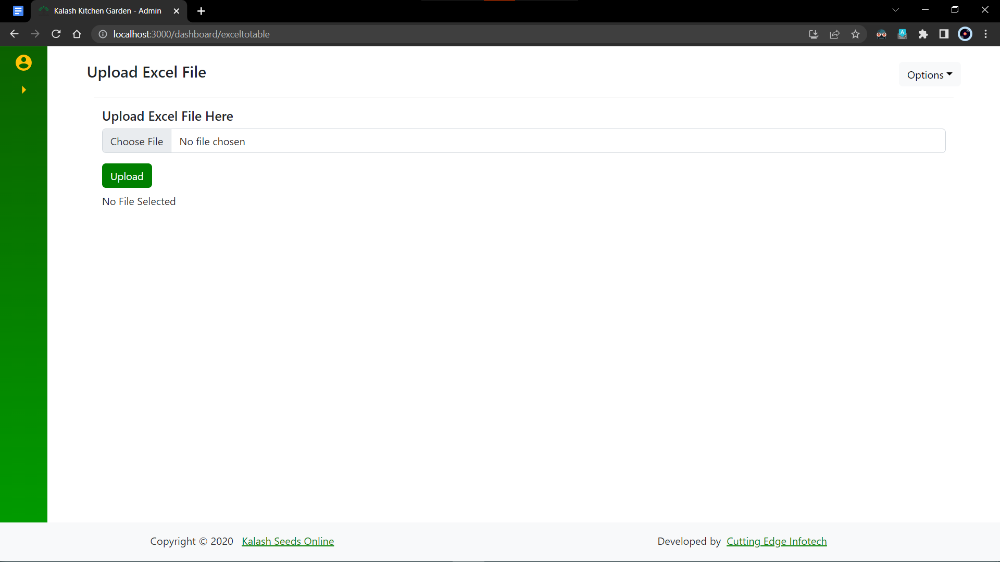 Kalash Kitchen Garden - Admin
localhost:3000/dashboard/exceltotable
Upload Excel File
Options
Upload Excel File Here
Choose File No file chosen
Upload
No File Selected
Copyright © 2020 Kalash Seeds Online
Developed by Cutting Edge Infotech